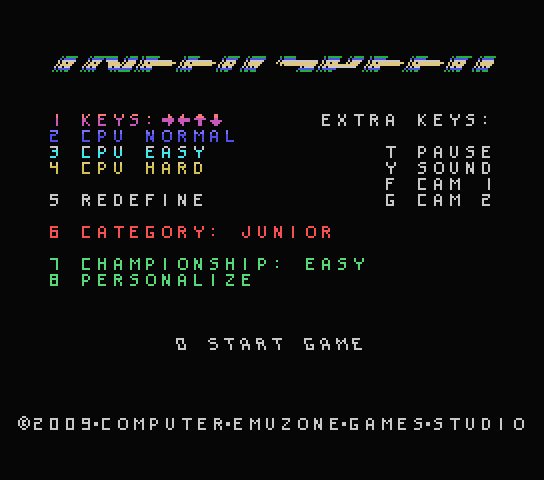 1 KEYS: →←↑↓
2 CPU NORMAL
3 CPU EASY
4 CPU HARD
5 REDEFINE
6 CATEGORY: JUNIOR
7 CHAMPIONSHIP: EASY
8 PERSONALIZE
EXTRA KEYS:
T PAUSE
Y SOUND
F CAM 1
G CAM 2
0 START GAME
©2009·COMPUTER·EMUZONE·GAMES·STUDIO